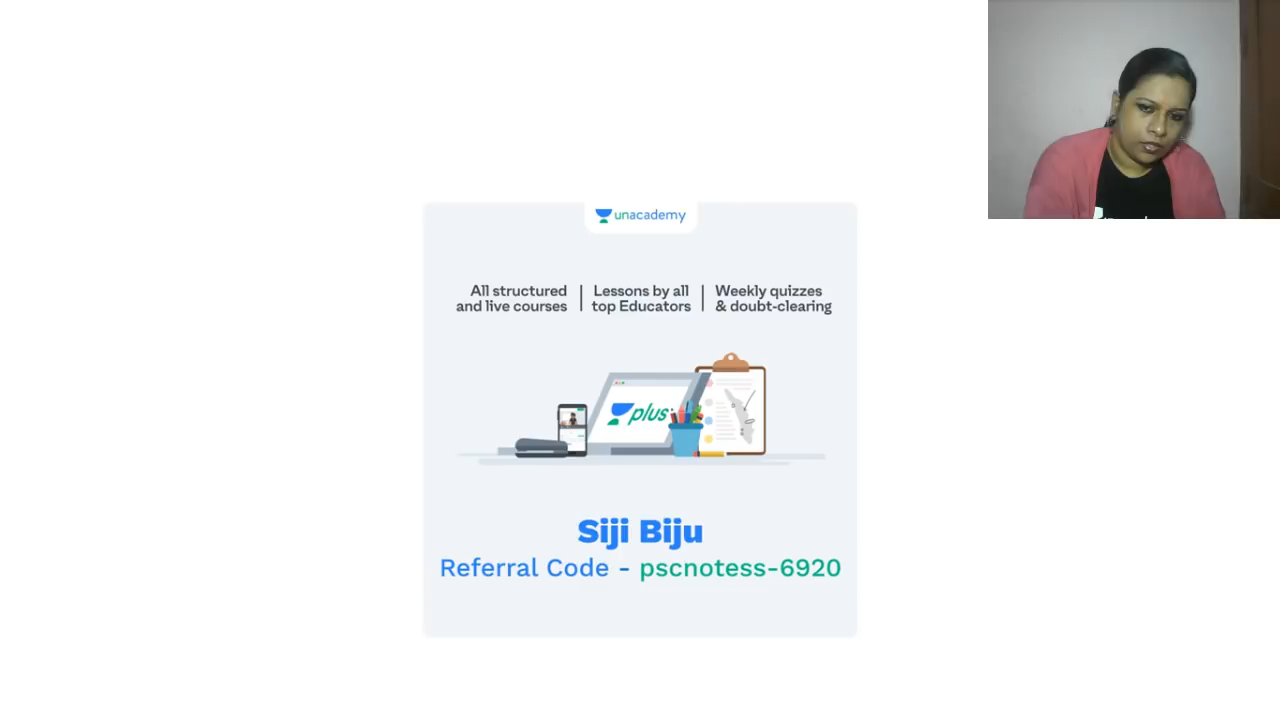 unacademy
All structured and live courses
Lessons by all top Educators
Weekly quizzes & doubt-clearing
plus
Siji Biju
Referral Code - pscnotess-6920